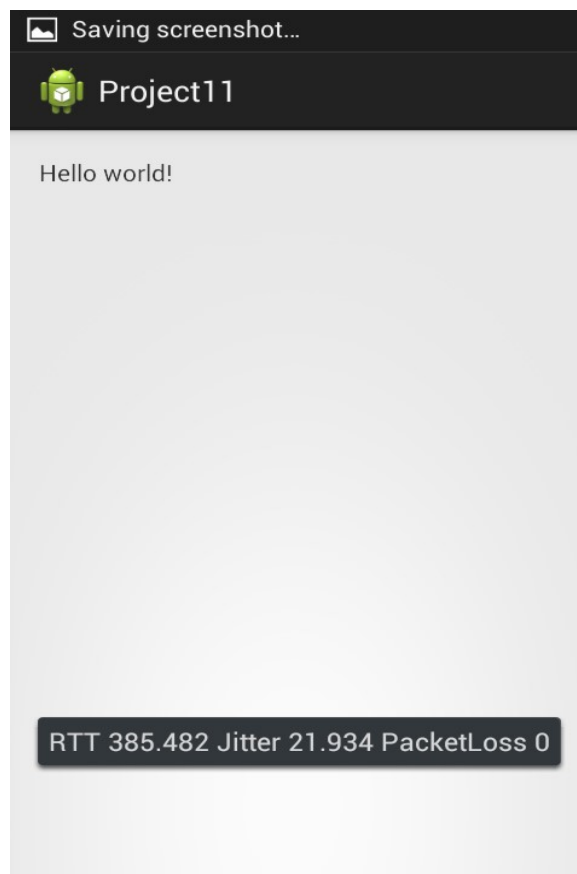 Saving screenshot...
Project11
Hello world!
RTT 385.482 Jitter 21.934 PacketLoss 0